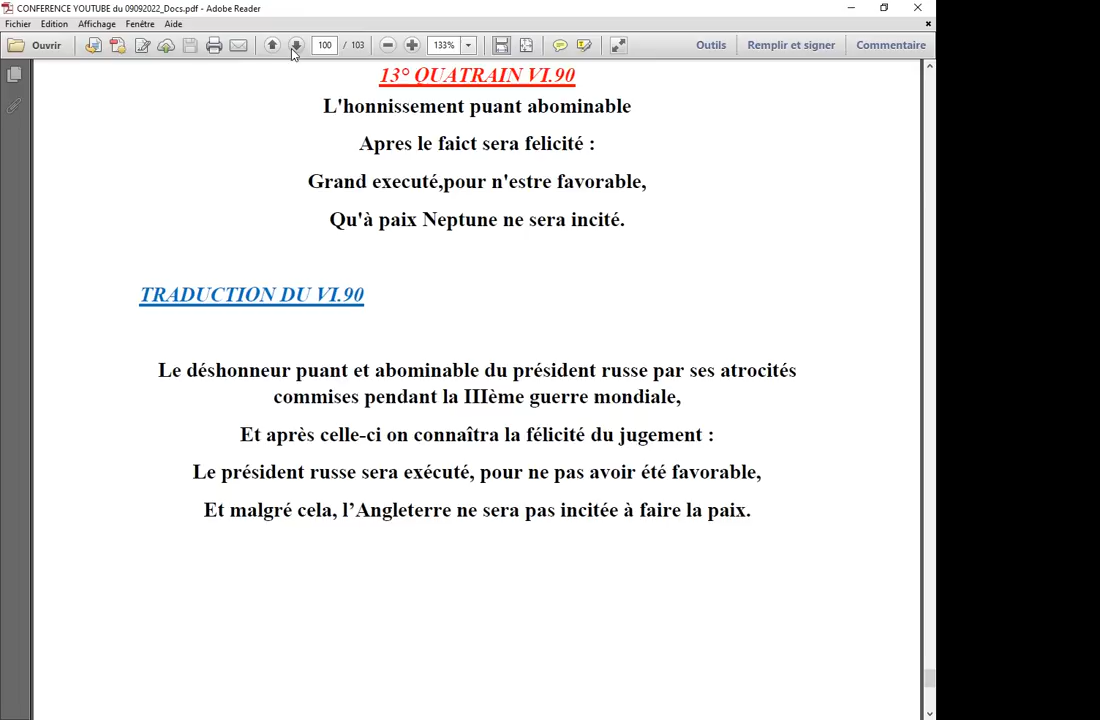 CONFERENCE YOUTUBE du 09092022_Docs.pdf - Adobe Reader
Fichier Edition Affichage Fenêtre Aide
Ouvrir 100 / 103 133% Outils Remplir et signer Commentaire
13° QUATRAIN VI.90
L'honnissement puant abominable
Apres le faict sera felicité :
Grand executé,pour n'estre favorable,
Qu'à paix Neptune ne sera incité.
TRADUCTION DU VI.90
Le déshonneur puant et abominable du président russe par ses atrocités
commises pendant la IIIème guerre mondiale,
Et après celle-ci on connaîtra la félicité du jugement :
Le président russe sera exécuté, pour ne pas avoir été favorable,
Et malgré cela, l’Angleterre ne sera pas incitée à faire la paix.